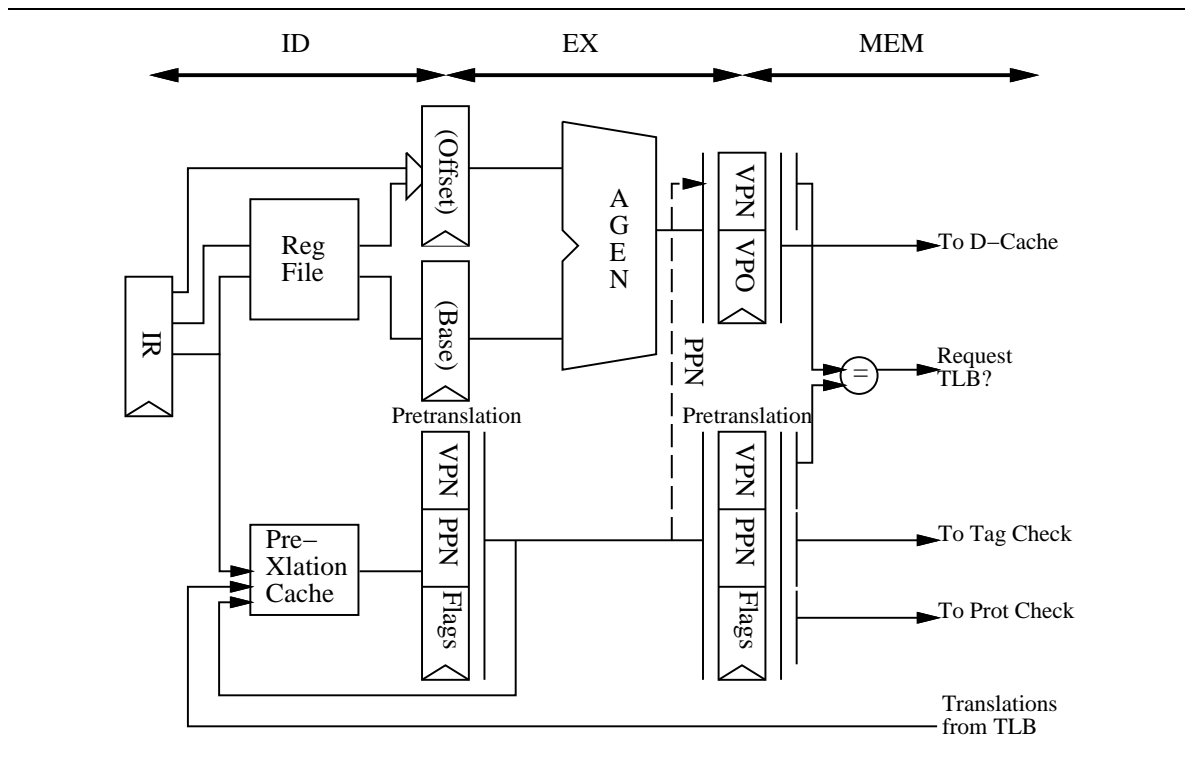 ID
EX
MEM
(Offset)
AGEN
VPN
VPO
To D−Cache
Reg
File
IR
(Base)
PPN
=
Request
TLB?
Pretranslation
Pretranslation
VPN
PPN
Flags
VPN
PPN
Flags
Pre−
Xlation
Cache
To Tag Check
To Prot Check
Translations
from TLB